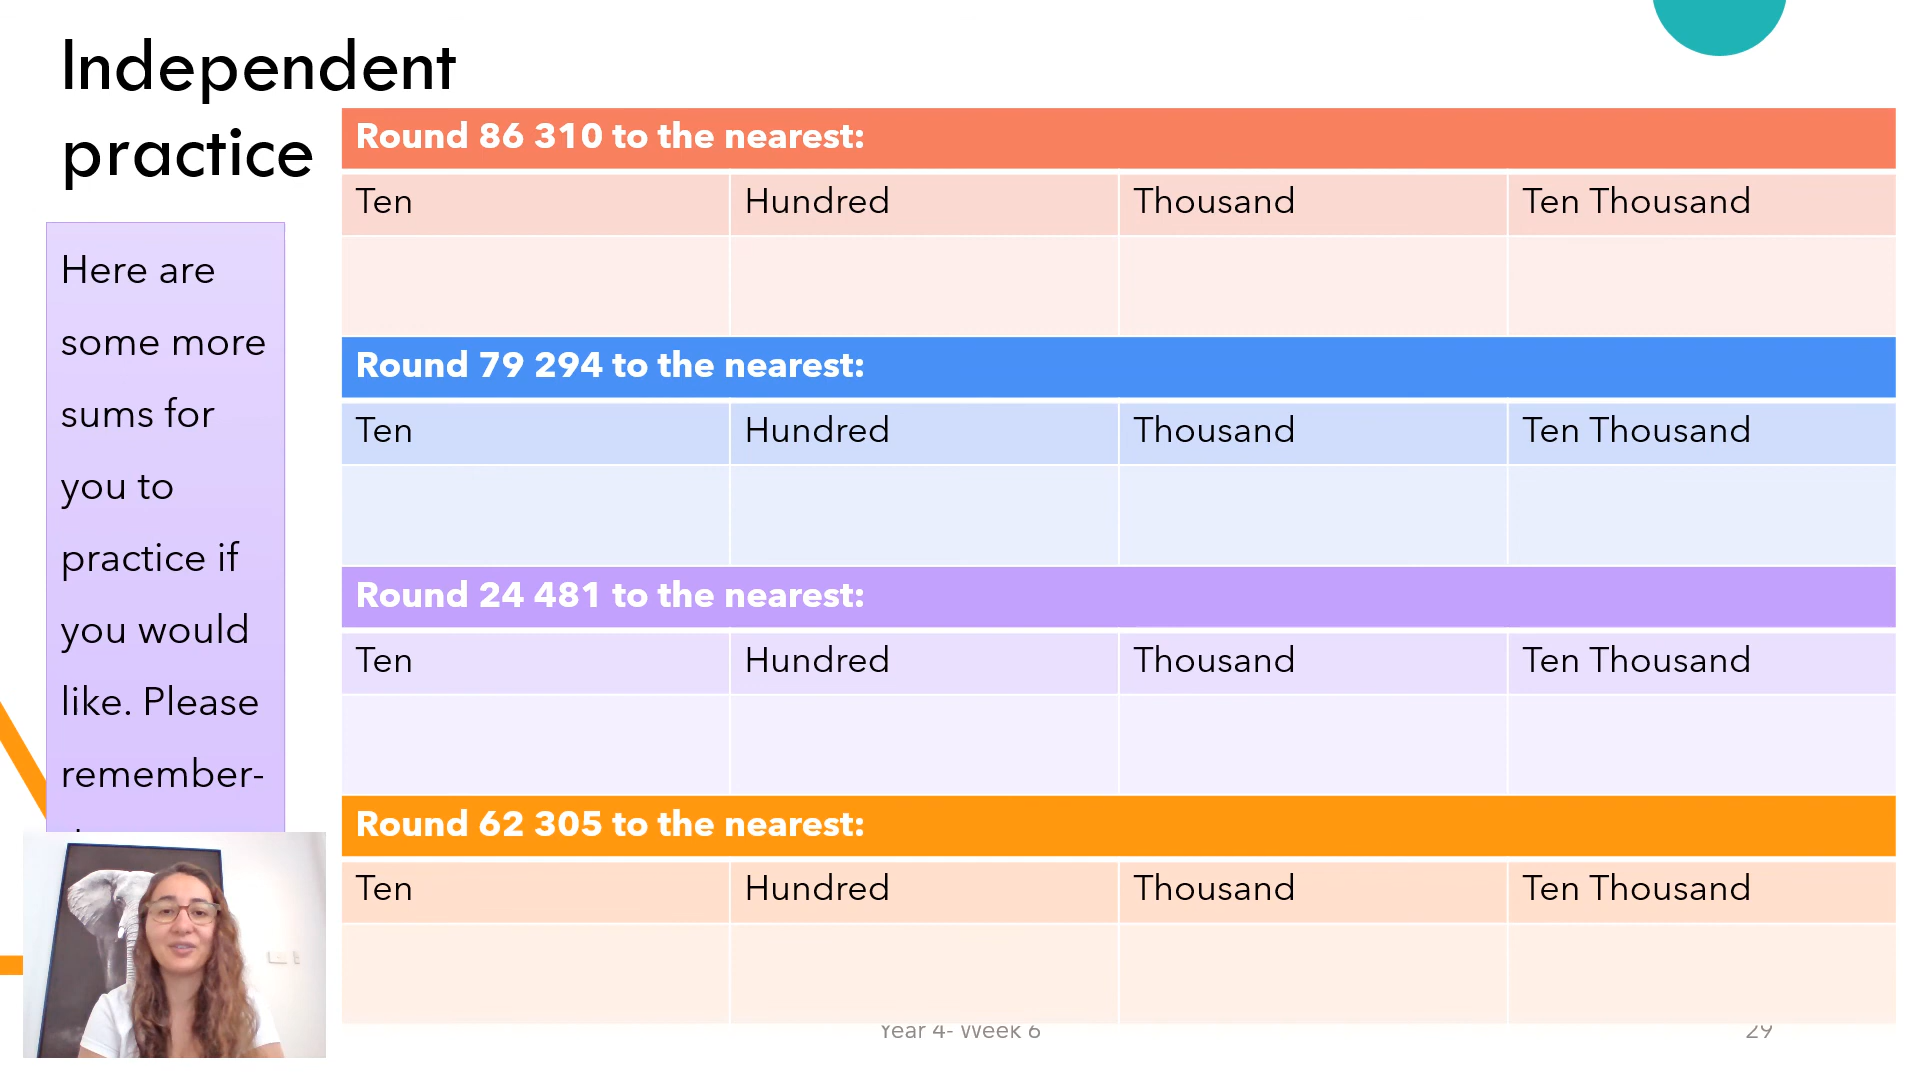 Independent
practice
Here are
some more
sums for
you to
practice if
you would
like. Please
remember-
Round 86 310 to the nearest:
Ten Hundred Thousand Ten Thousand
Round 79 294 to the nearest:
Ten Hundred Thousand Ten Thousand
Round 24 481 to the nearest:
Ten Hundred Thousand Ten Thousand
Round 62 305 to the nearest:
Ten Hundred Thousand Ten Thousand
Year 4- Week 6
29